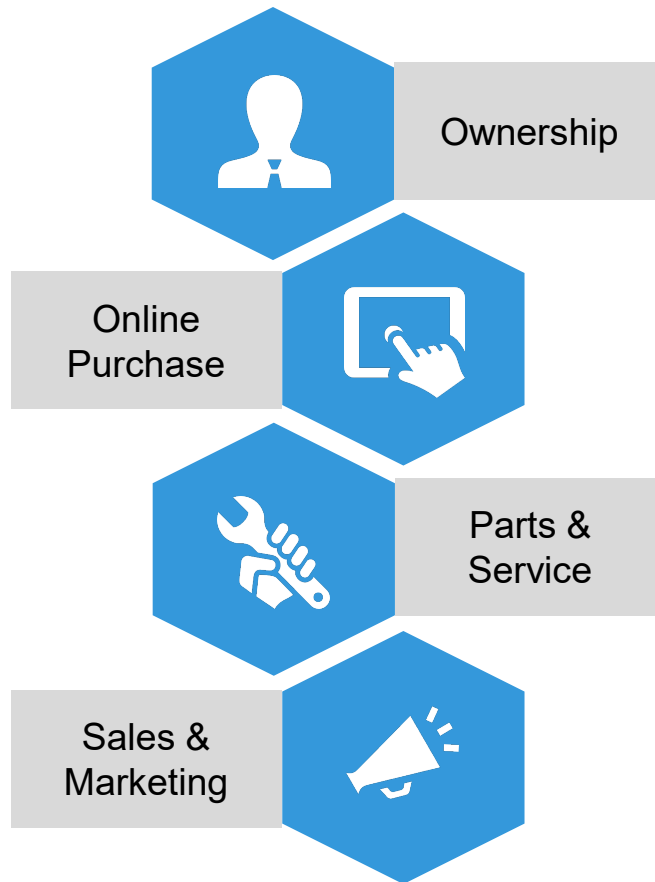 Ownership
Online
Purchase
Parts &
Service
Sales &
Marketing